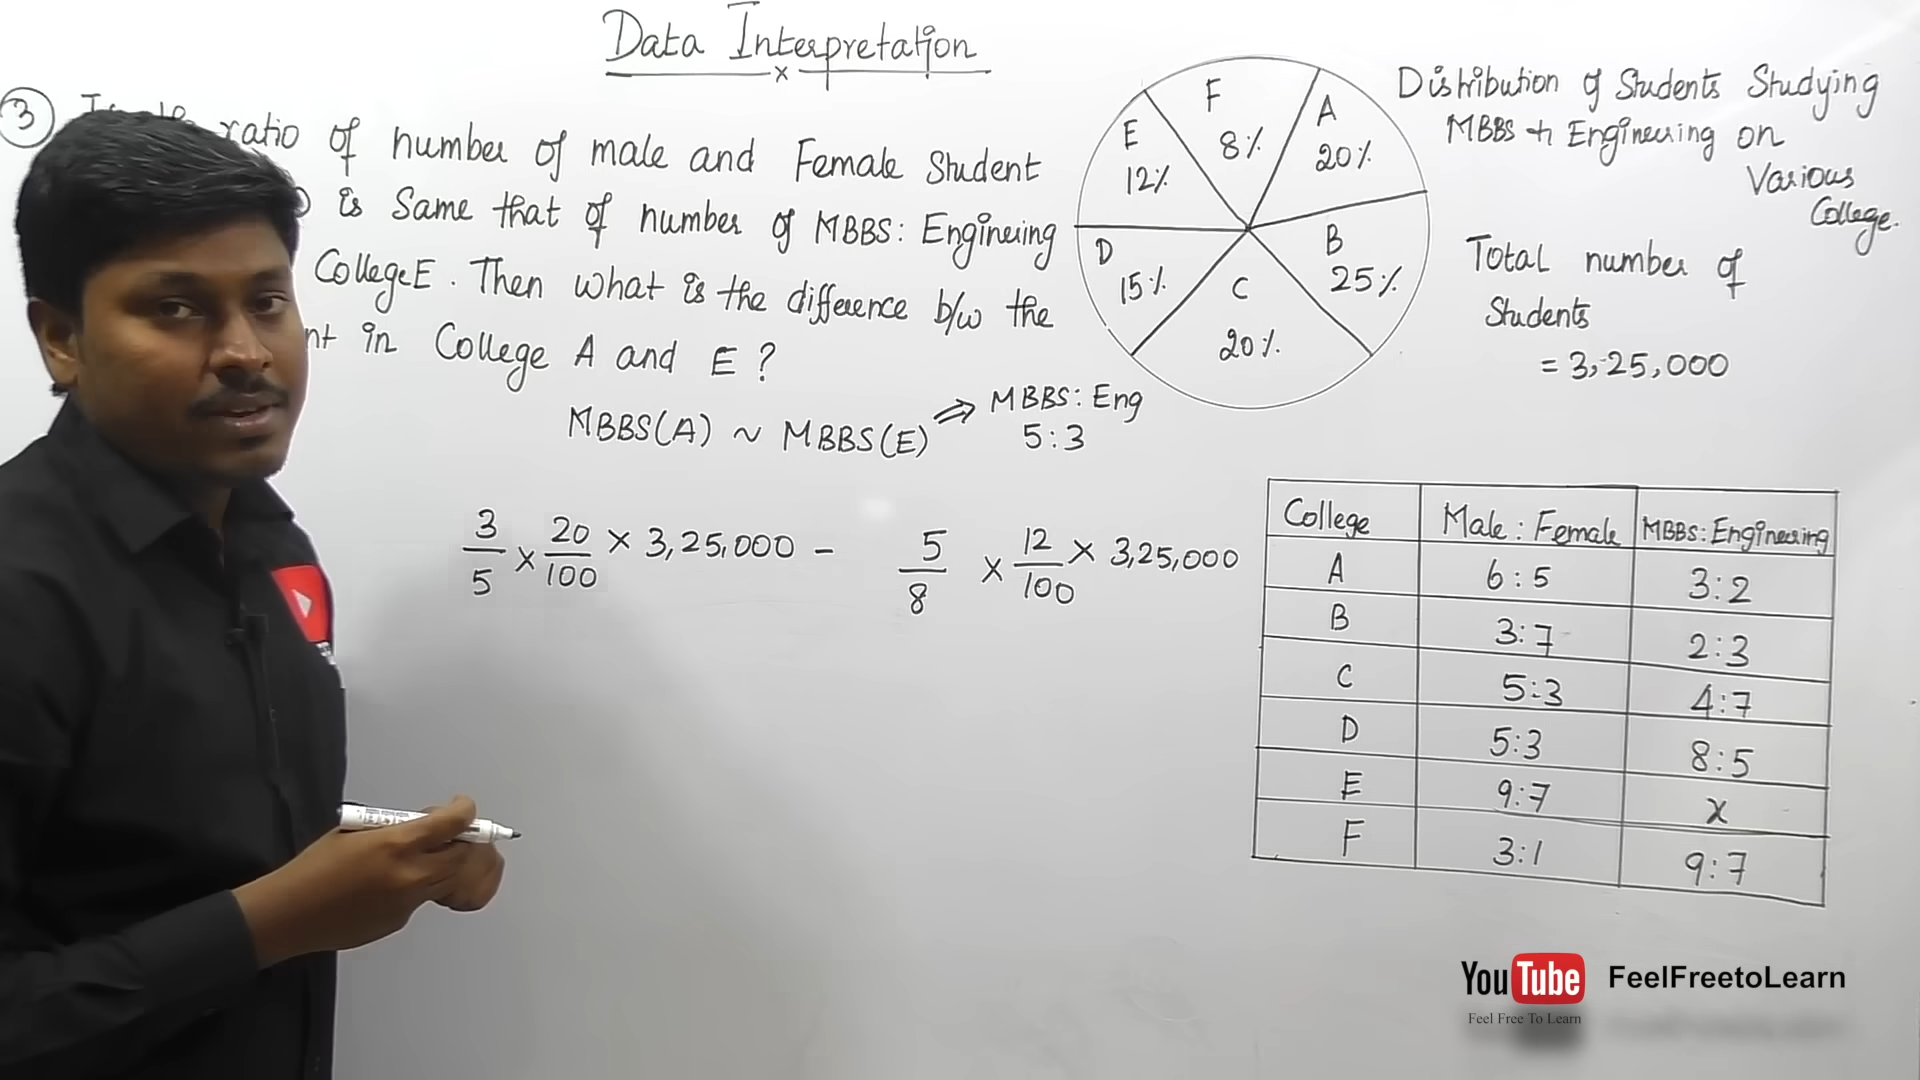 Data Interpretation
3
ratio of number of male and Female Student
is Same that of number of MBBS : Enginering
College E. Then what is the difference b/w the
nt in College A and E ?
MBBS(A) ~ MBBS(E) ⇒ MBBS : Eng
5 : 3
3/5 × 20/100 × 3,25,000 - 5/8 × 12/100 × 3,25,000
F
8%
A
20%
E
12%
B
25%
D
15%
C
20%
Distribution of Students Studying
MBBS Engineering on
Various
College.
Total number of
Students
= 3,25,000
College Male : Female MBBS : Engineering
A 6 : 5 3 : 2
B 3 : 7 2 : 3
C 5 : 3 4 : 7
D 5 : 3 8 : 5
E 9 : 7 x
F 3 : 1 9 : 7
YouTube FeelFreetoLearn
Feel Free To Learn